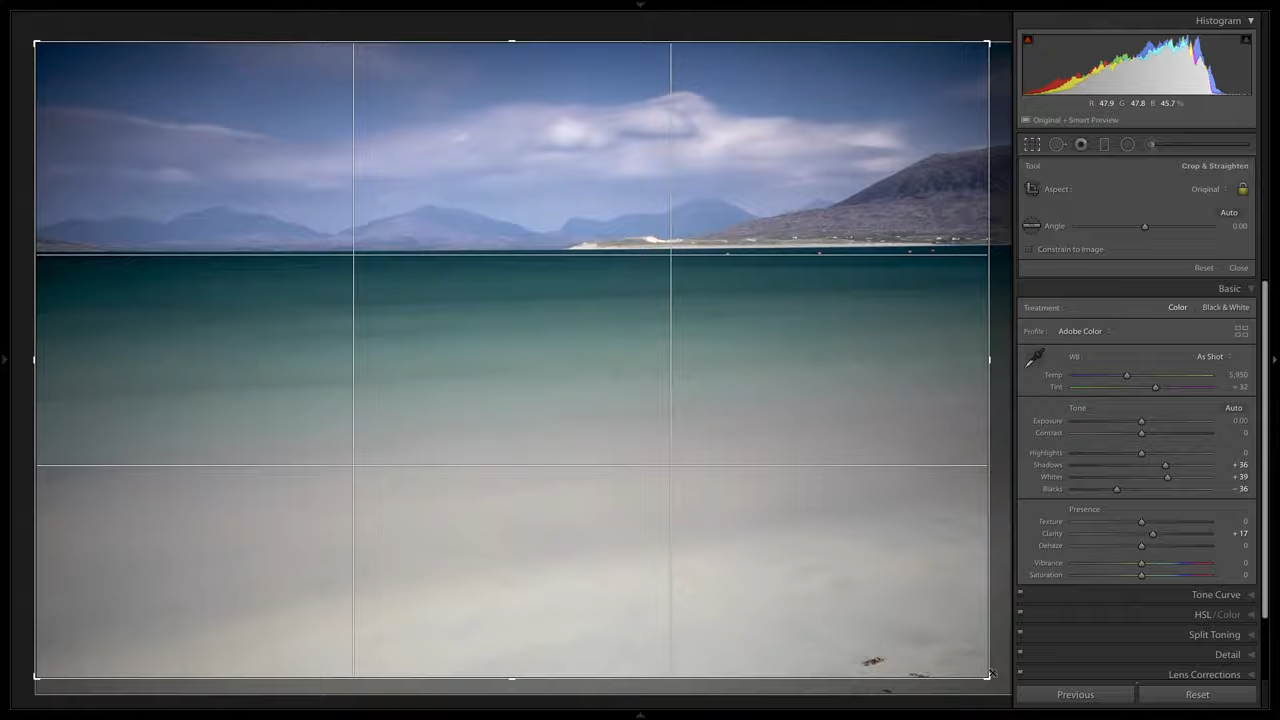 Histogram
R 47.9 G 47.8 B 45.7 %
Original + Smart Preview
Tool Crop & Straighten
Aspect : Original
Auto
Angle 0.00
Constrain to Image
Reset Close
Basic
Treatment : Color Black & White
Profile : Adobe Color
WB : As Shot
Temp 5,950
Tint + 32
Tone Auto
Exposure 0.00
Contrast 0
Highlights 0
Shadows + 36
Whites + 39
Blacks − 36
Presence
Texture 0
Clarity + 17
Dehaze 0
Vibrance 0
Saturation 0
Tone Curve
HSL / Color
Split Toning
Detail
Lens Corrections
Previous Reset